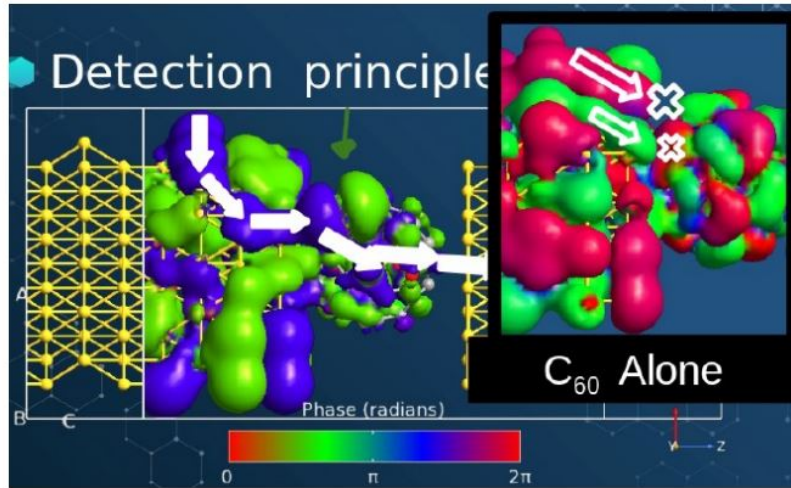 Detection principle
A
B
C
Phase (radians)
0
π
2π
C₆₀ Alone
Y
Z